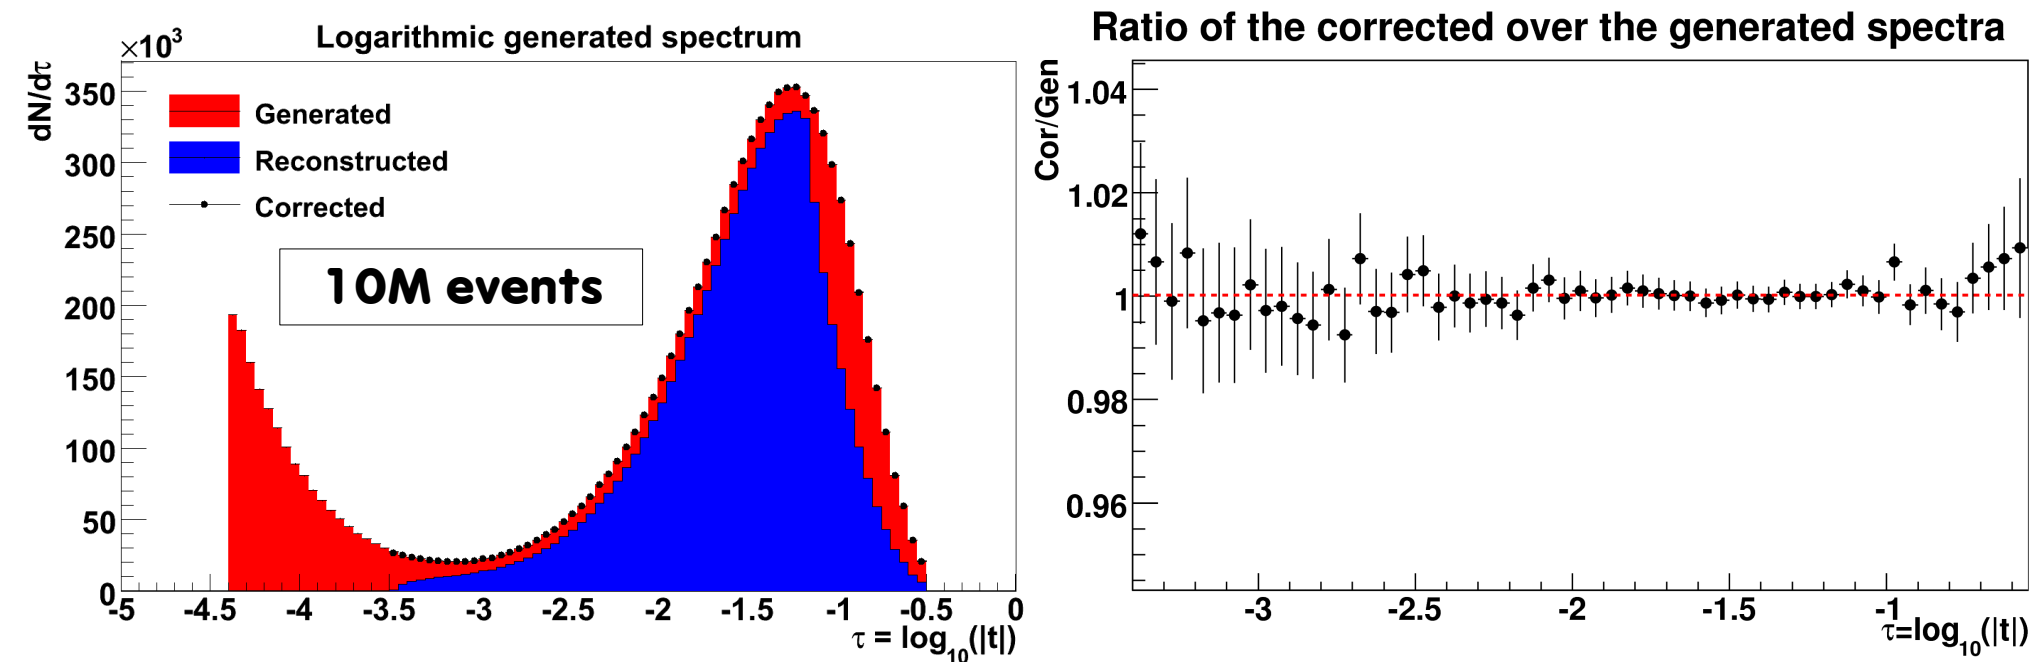 Logarithmic generated spectrum
×10³
dN/dτ
350
300
250
200
150
100
50
0
Generated
Reconstructed
Corrected
10M events
-5 -4.5 -4 -3.5 -3 -2.5 -2 -1.5 -1 -0.5 0
τ = log₁₀(|t|)
Ratio of the corrected over the generated spectra
Cor/Gen
1.04
1.02
1
0.98
0.96
-3 -2.5 -2 -1.5 -1
τ=log₁₀(|t|)